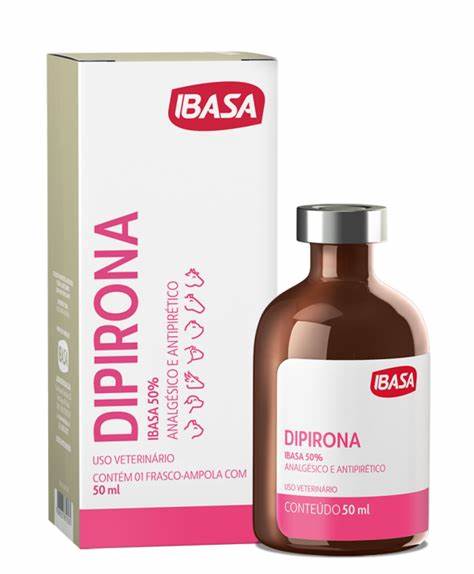 IBASA
DIPIRONA
IBASA 50%
ANALGÉSICO E ANTIPIRÉTICO
USO VETERINÁRIO
CONTÉM 01 FRASCO-AMPOLA COM
50 ml
IBASA
DIPIRONA
IBASA 50%
ANALGÉSICO E ANTIPIRÉTICO
USO VETERINÁRIO
CONTEÚDO 50 ml